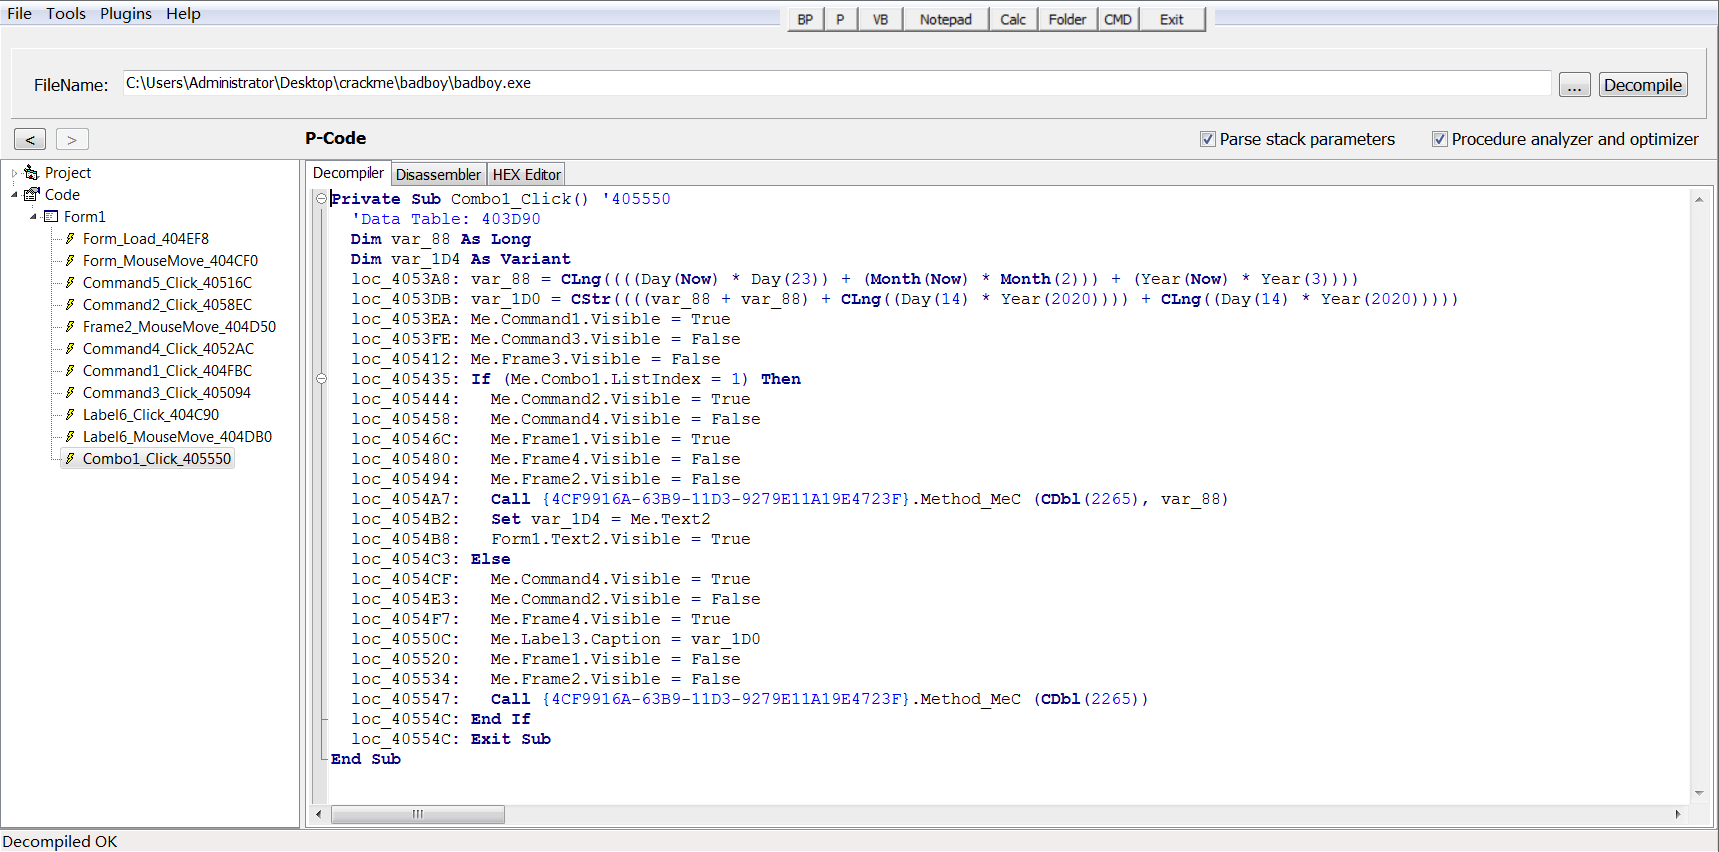 File Tools Plugins Help
BP P VB Notepad Calc Folder CMD Exit
FileName: C:\Users\Administrator\Desktop\crackme\badboy\badboy.exe ... Decompile
< > P-Code Parse stack parameters Procedure analyzer and optimizer
Project
Code
Form1
Form_Load_404EF8
Form_MouseMove_404CF0
Command5_Click_40516C
Command2_Click_4058EC
Frame2_MouseMove_404D50
Command4_Click_4052AC
Command1_Click_404FBC
Command3_Click_405094
Label6_Click_404C90
Label6_MouseMove_404DB0
Combo1_Click_405550
Decompiler Disassembler HEX Editor
Private Sub Combo1_Click() '405550
'Data Table: 403D90
Dim var_88 As Long
Dim var_1D4 As Variant
loc_4053A8: var_88 = CLng((((Day(Now) * Day(23)) + (Month(Now) * Month(2))) + (Year(Now) * Year(3))))
loc_4053DB: var_1D0 = CStr((((var_88 + var_88) + CLng((Day(14) * Year(2020)))) + CLng((Day(14) * Year(2020)))))
loc_4053EA: Me.Command1.Visible = True
loc_4053FE: Me.Command3.Visible = False
loc_405412: Me.Frame3.Visible = False
loc_405435: If (Me.Combo1.ListIndex = 1) Then
loc_405444: Me.Command2.Visible = True
loc_405458: Me.Command4.Visible = False
loc_40546C: Me.Frame1.Visible = True
loc_405480: Me.Frame4.Visible = False
loc_405494: Me.Frame2.Visible = False
loc_4054A7: Call {4CF9916A-63B9-11D3-9279E11A19E4723F}.Method_MeC (CDbl(2265), var_88)
loc_4054B2: Set var_1D4 = Me.Text2
loc_4054B8: Form1.Text2.Visible = True
loc_4054C3: Else
loc_4054CF: Me.Command4.Visible = True
loc_4054E3: Me.Command2.Visible = False
loc_4054F7: Me.Frame4.Visible = True
loc_40550C: Me.Label3.Caption = var_1D0
loc_405520: Me.Frame1.Visible = False
loc_405534: Me.Frame2.Visible = False
loc_405547: Call {4CF9916A-63B9-11D3-9279E11A19E4723F}.Method_MeC (CDbl(2265))
loc_40554C: End If
loc_40554C: Exit Sub
End Sub
Decompiled OK